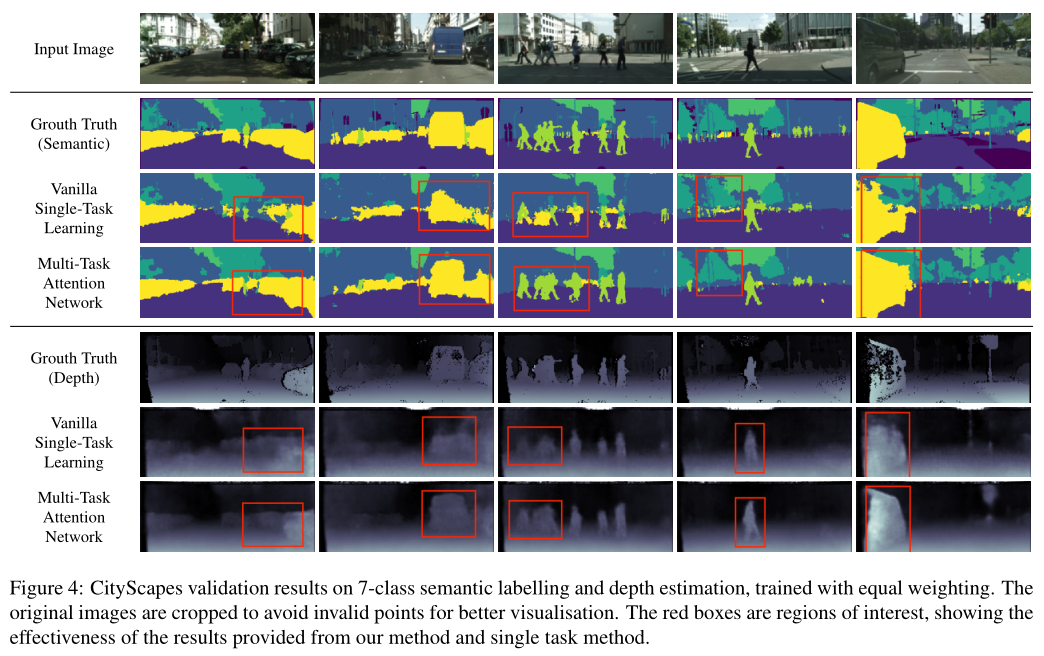 Input Image
Grouth Truth
(Semantic)
Vanilla
Single-Task
Learning
Multi-Task
Attention
Network
Grouth Truth
(Depth)
Vanilla
Single-Task
Learning
Multi-Task
Attention
Network
Figure 4: CityScapes validation results on 7-class semantic labelling and depth estimation, trained with equal weighting. The
original images are cropped to avoid invalid points for better visualisation. The red boxes are regions of interest, showing the
effectiveness of the results provided from our method and single task method.